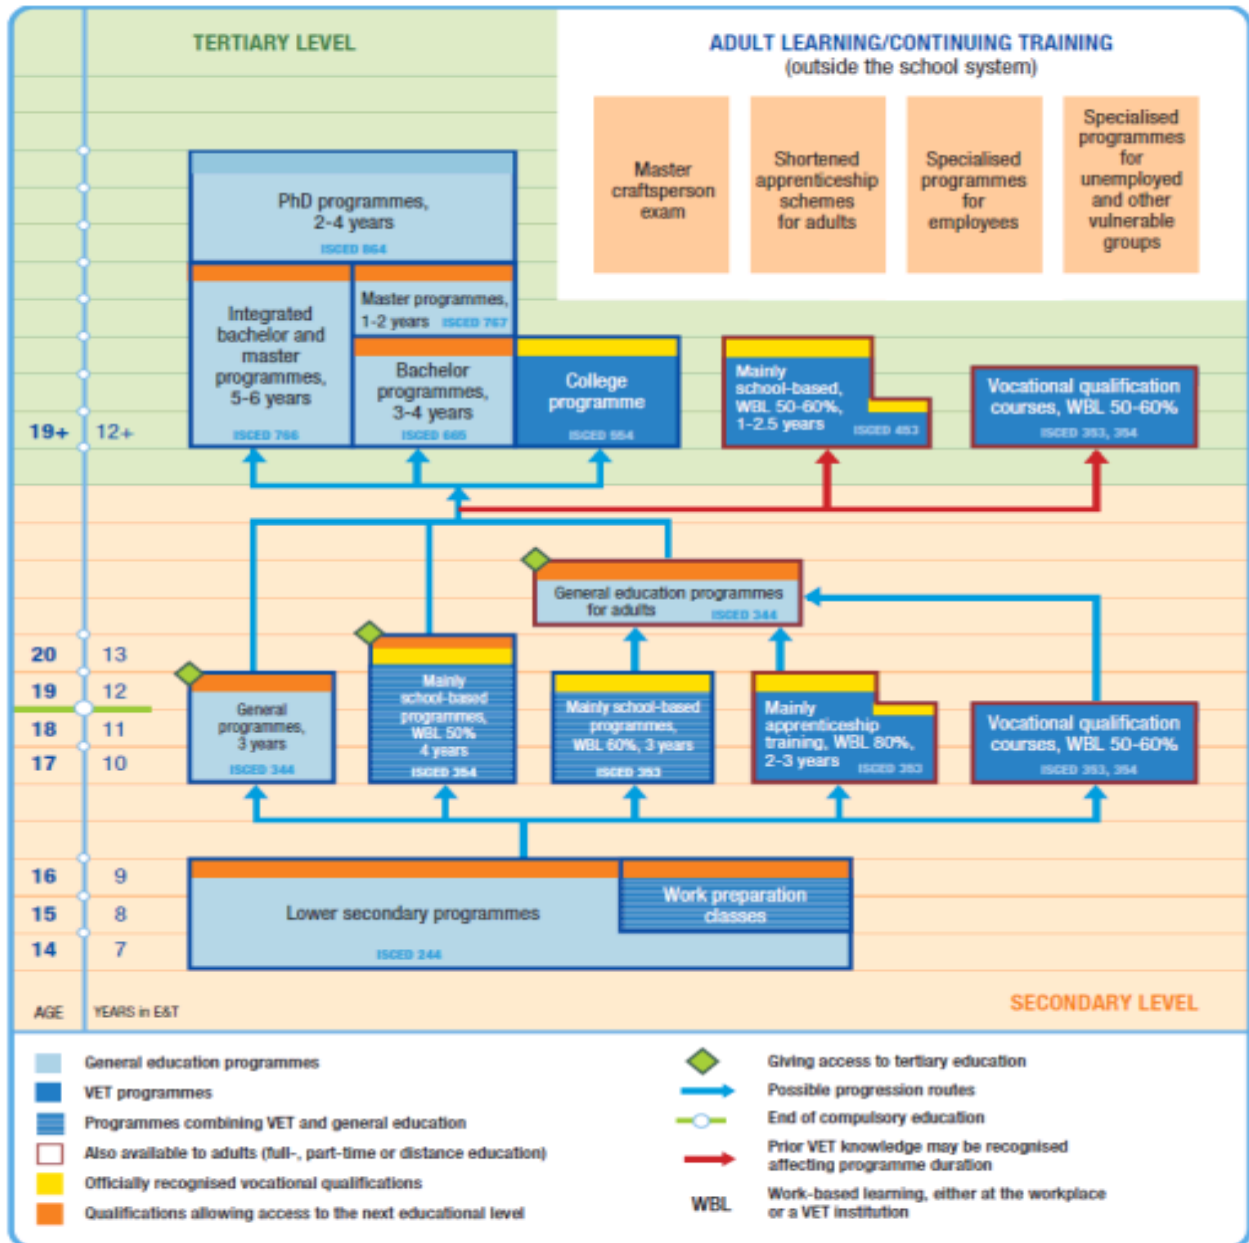 TERTIARY LEVEL
ADULT LEARNING/CONTINUING TRAINING
(outside the school system)
Master
craftsperson
exam
Shortened
apprenticeship
schemes
for adults
Specialised
programmes
for
employees
Specialised
programmes
for
unemployed
and other
vulnerable
groups
PhD programmes,
2-4 years
ISCED 864
Integrated
bachelor and
master
programmes,
5-6 years
ISCED 766
Master programmes,
1-2 years ISCED 767
Bachelor
programmes,
3-4 years
ISCED 665
College
programme
ISCED 554
Mainly
school-based,
WBL 50-60%,
1-2.5 years
ISCED 453
Vocational qualification
courses, WBL 50-60%
ISCED 353, 354
19+ 12+
General education programmes
for adults ISCED 344
20 13
19 12
18 11
17 10
General
programmes,
3 years
ISCED 344
Mainly
school-based
programmes,
WBL 50%
4 years
ISCED 354
Mainly school-based
programmes,
WBL 60%, 3 years
ISCED 353
Mainly
apprenticeship
training, WBL 80%,
2-3 years
ISCED 353
Vocational qualification
courses, WBL 50-60%
ISCED 353, 354
16 9
15 8
14 7
Lower secondary programmes
ISCED 244
Work preparation
classes
AGE YEARS in E&T
SECONDARY LEVEL
General education programmes
VET programmes
Programmes combining VET and general education
Also available to adults (full-, part-time or distance education)
Officially recognised vocational qualifications
Qualifications allowing access to the next educational level
Giving access to tertiary education
Possible progression routes
End of compulsory education
Prior VET knowledge may be recognised
affecting programme duration
WBL
Work-based learning, either at the workplace
or a VET institution